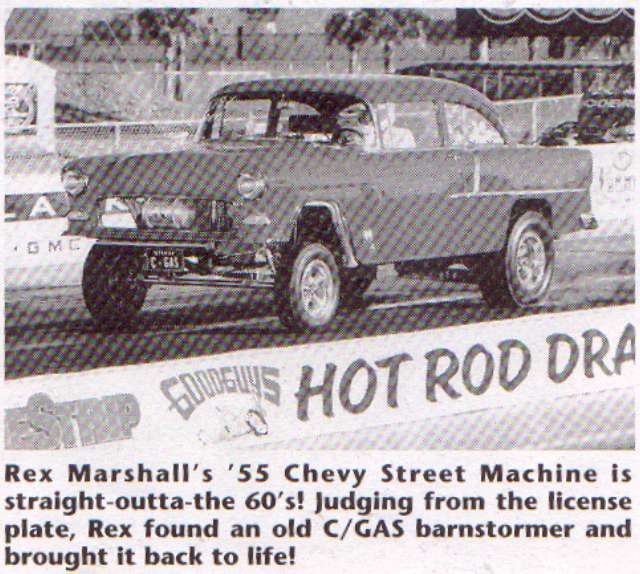 GMC
C-GAS
GOODGUYS
HOT ROD DRA
Rex Marshall's '55 Chevy Street Machine is
straight-outta-the 60's! Judging from the license
plate, Rex found an old C/GAS barnstormer and
brought it back to life!